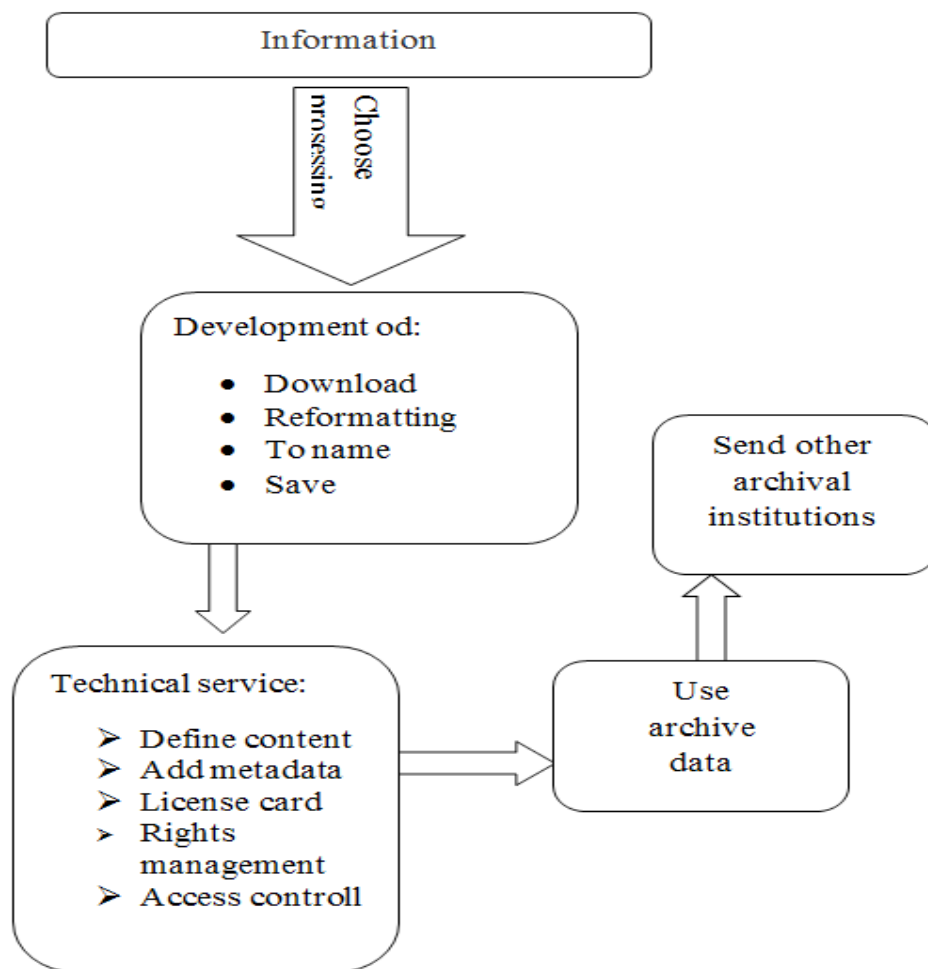 Information
Choose
prosessing
Development od:
• Download
• Reformatting
• To name
• Save
Send other
archival
institutions
Technical service:
➢ Define content
➢ Add metadata
➢ License card
➢ Rights
management
➢ Access controll
Use
archive
data